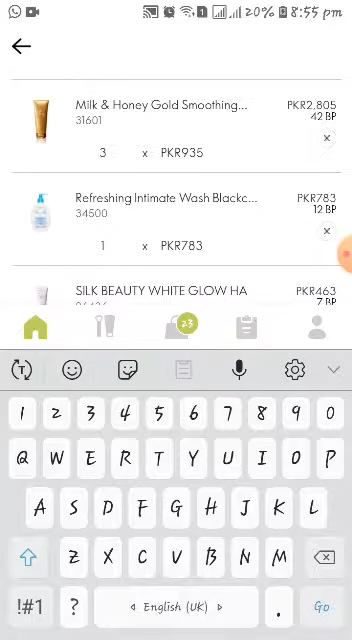 20% 8:55 pm
Milk & Honey Gold Smoothing... PKR2,805
31601 42 BP
3 x PKR935
Refreshing Intimate Wash Blackc... PKR783
34500 12 BP
1 x PKR783
SILK BEAUTY WHITE GLOW HA PKR463
7 BP
23
1 2 3 4 5 6 7 8 9 0
Q W E R T Y U I O P
A S D F G H J K L
Z X C V B N M
!#1 ? English (UK) . Go